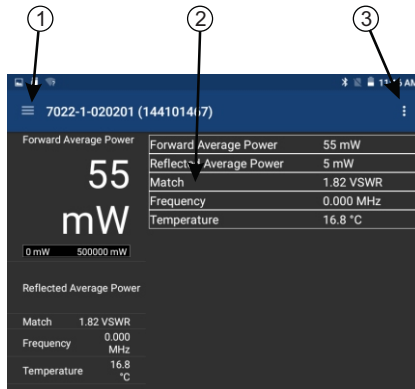 1 2 3
11:16 AM
7022-1-020201 (144101467)
Forward Average Power
55
mW
0 mW 500000 mW
Reflected Average Power
Match 1.82 VSWR
Frequency 0.000
MHz
Temperature 16.8
°C
Forward Average Power 55 mW
Reflected Average Power 5 mW
Match 1.82 VSWR
Frequency 0.000 MHz
Temperature 16.8 °C